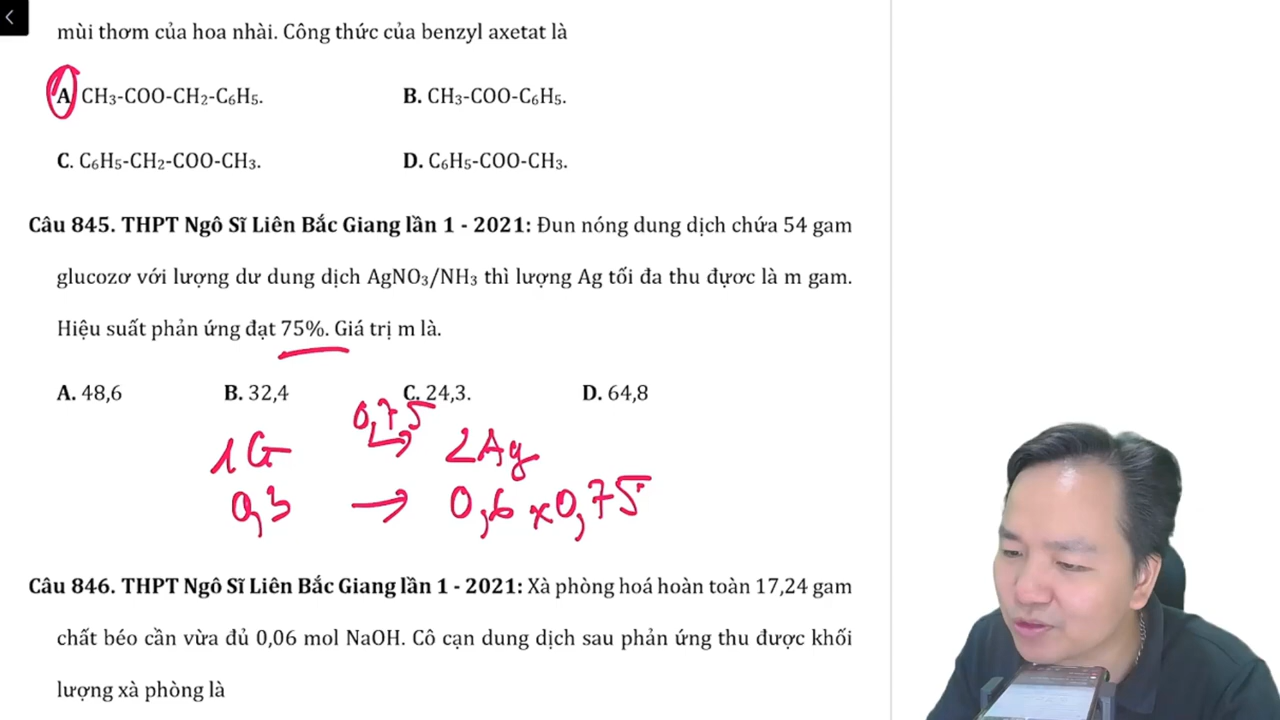 mùi thơm của hoa nhài. Công thức của benzyl axetat là
A CH₃-COO-CH₂-C₆H₅. B. CH₃-COO-C₆H₅.
C. C₆H₅-CH₂-COO-CH₃. D. C₆H₅-COO-CH₃.
Câu 845. THPT Ngô Sĩ Liên Bắc Giang lần 1 - 2021: Đun nóng dung dịch chứa 54 gam
glucozơ với lượng dư dung dịch AgNO₃/NH₃ thì lượng Ag tối đa thu đựơc là m gam.
Hiệu suất phản ứng đạt 75%. Giá trị m là.
A. 48,6 B. 32,4 C. 24,3. D. 64,8
0,75
1G → 2Ag
0,3 → 0,6 x 0,75
Câu 846. THPT Ngô Sĩ Liên Bắc Giang lần 1 - 2021: Xà phòng hoá hoàn toàn 17,24 gam
chất béo cần vừa đủ 0,06 mol NaOH. Cô cạn dung dịch sau phản ứng thu được khối
lượng xà phòng là